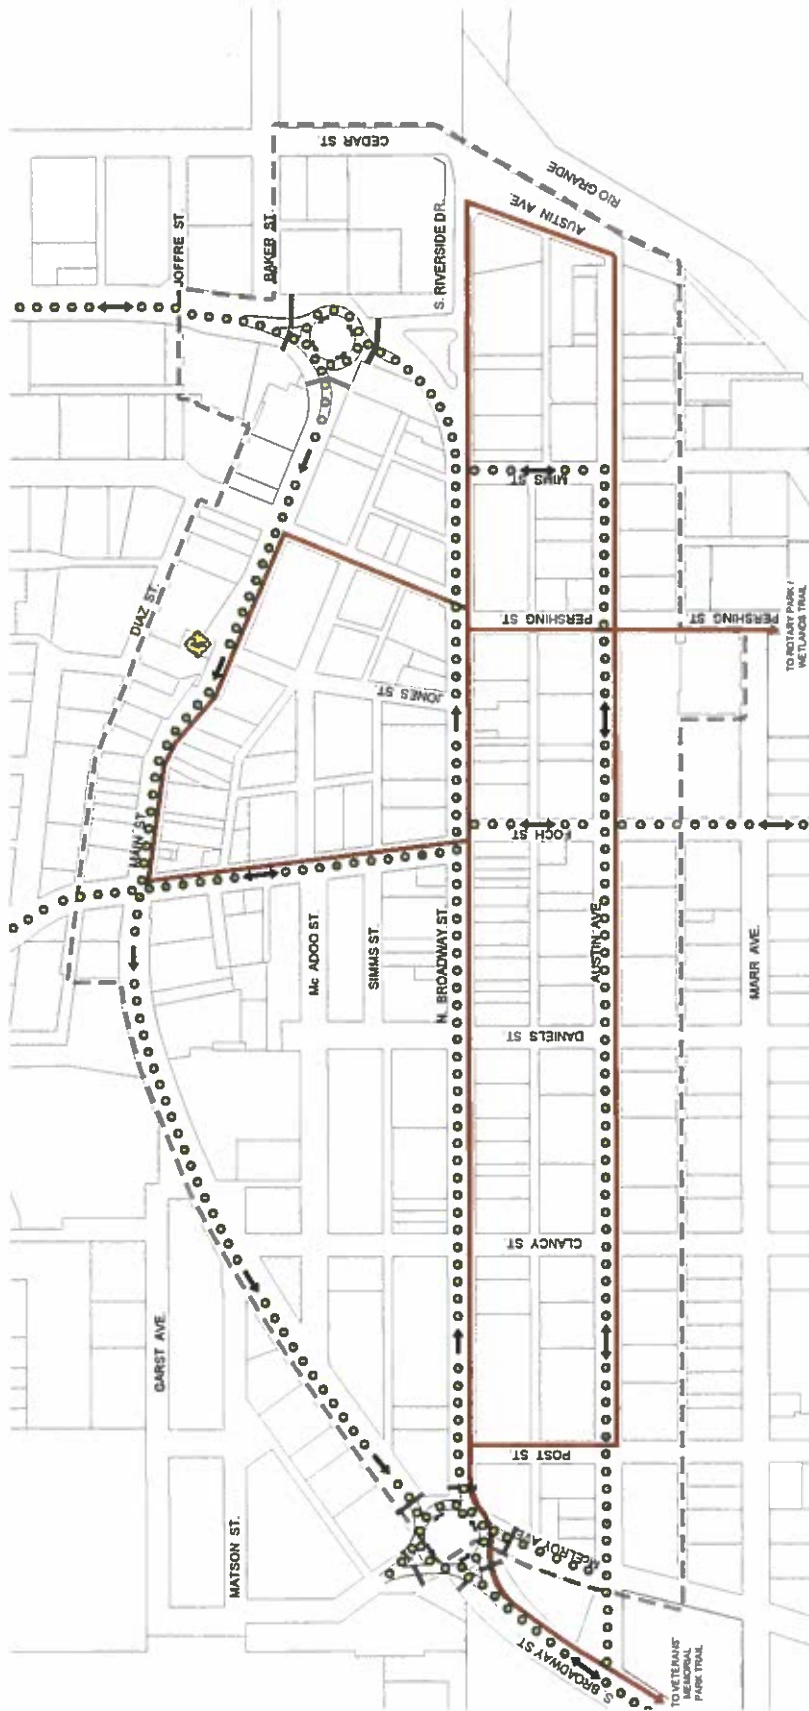 CEDAR ST.
RIO GRANDE
AUSTIN AVE.
S. RIVERSIDE DR.
JOFFRE ST.
BAKER ST.
MIMS ST.
DIAZ ST.
PERSHING ST.
PERSHING ST.
TO ROTARY PARK /
WETLANDS TRAIL
JONES ST.
MAIN ST
FOCH ST
Mc ADOO ST.
SIMMS ST.
N. BROADWAY ST.
AUSTIN AVE.
MARR AVE.
DANIELS ST
CLANCY ST
GARST AVE.
POST ST.
MATSON ST.
McELROY AVE
S. BROADWAY ST
TO VETERANS'
MEMORIAL
PARK TRAIL